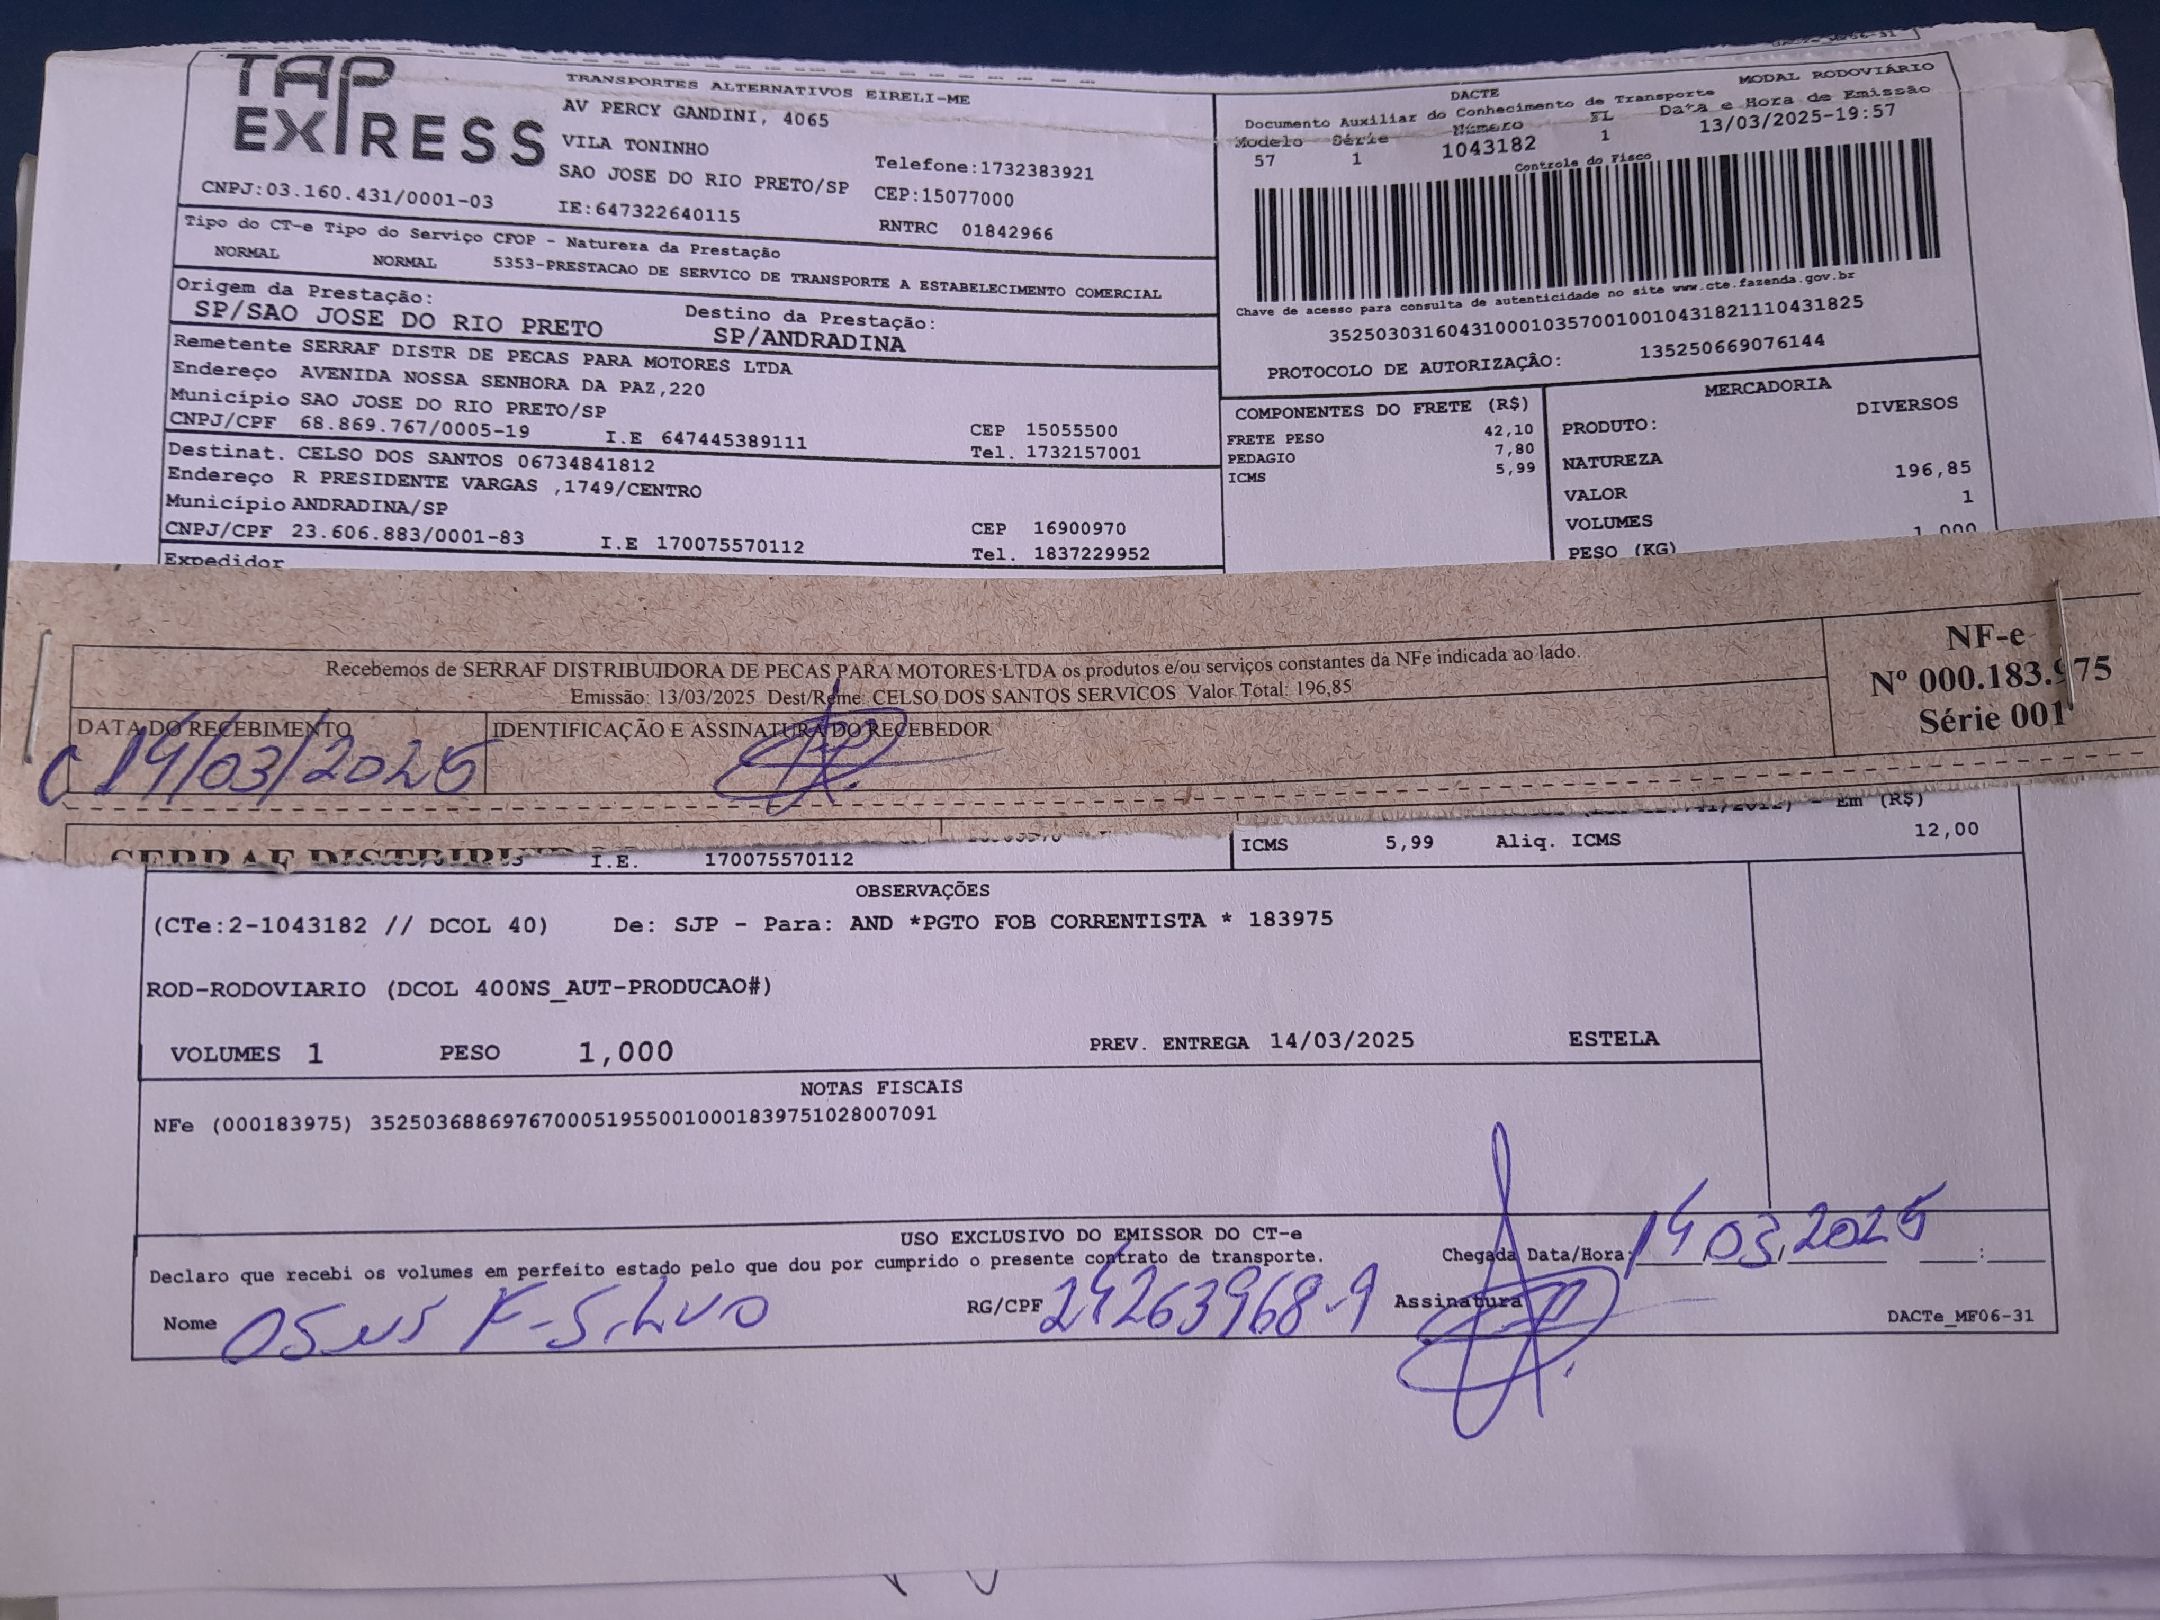 TAP EXPRESS
TRANSPORTES ALTERNATIVOS EIRELI-ME
AV PERCY GANDINI, 4065
VILA TONINHO
SAO JOSE DO RIO PRETO/SP
Telefone:1732383921
CEP:15077000
CNPJ:03.160.431/0001-03
IE:647322640115
RNTRC 01842966
Tipo do CT-e Tipo do Serviço CFOP - Natureza da Prestação
NORMAL NORMAL 5353-PRESTACAO DE SERVICO DE TRANSPORTE A ESTABELECIMENTO COMERCIAL
Origem da Prestação:
SP/SAO JOSE DO RIO PRETO
Destino da Prestação:
SP/ANDRADINA
Remetente SERRAF DISTR DE PECAS PARA MOTORES LTDA
Endereço AVENIDA NOSSA SENHORA DA PAZ,220
Município SAO JOSE DO RIO PRETO/SP
CEP 15055500
CNPJ/CPF 68.869.767/0005-19 I.E 647445389111 Tel. 1732157001
Destinat. CELSO DOS SANTOS 06734841812
Endereço R PRESIDENTE VARGAS ,1749/CENTRO
Município ANDRADINA/SP
CEP 16900970
CNPJ/CPF 23.606.883/0001-83 I.E 170075570112 Tel. 1837229952
Expedidor
DACTE
MODAL RODOVIÁRIO
Documento Auxiliar do Conhecimento de Transporte
Modelo Série Número FL Data e Hora de Emissão
57 1 1043182 1 13/03/2025-19:57
Controle do Fisco
Chave de acesso para consulta de autenticidade no site www.cte.fazenda.gov.br
35250303160431000103570010010431821110431825
PROTOCOLO DE AUTORIZAÇÃO: 135250669076144
COMPONENTES DO FRETE (R$)
FRETE PESO 42,10
PEDAGIO 7,80
ICMS 5,99
MERCADORIA
PRODUTO: DIVERSOS
NATUREZA
VALOR 196,85
VOLUMES 1
PESO (KG) 1,000
Recebemos de SERRAF DISTRIBUIDORA DE PECAS PARA MOTORES LTDA os produtos e/ou serviços constantes da NFe indicada ao lado.
Emissão: 13/03/2025 Dest/Reme: CELSO DOS SANTOS SERVICOS Valor Total: 196,85
DATA DO RECEBIMENTO
14/03/2025
IDENTIFICAÇÃO E ASSINATURA DO RECEBEDOR
NF-e
Nº 000.183.975
Série 001
Em (R$)
SERRAF
I.E. 170075570112
ICMS 5,99 Aliq. ICMS 12,00
OBSERVAÇÕES
(CTe:2-1043182 // DCOL 40) De: SJP - Para: AND *PGTO FOB CORRENTISTA * 183975
ROD-RODOVIARIO (DCOL 400NS_AUT-PRODUCAO#)
VOLUMES 1 PESO 1,000 PREV. ENTREGA 14/03/2025 ESTELA
NOTAS FISCAIS
NFe (000183975) 35250368869767000519550010001839751028007091
USO EXCLUSIVO DO EMISSOR DO CT-e
Declaro que recebi os volumes em perfeito estado pelo que dou por cumprido o presente contrato de transporte.
Chegada Data/Hora: 14 03 2025 :
Nome F-Silva
RG/CPF 24263968-9
Assinatura
DACTe_MF06-31